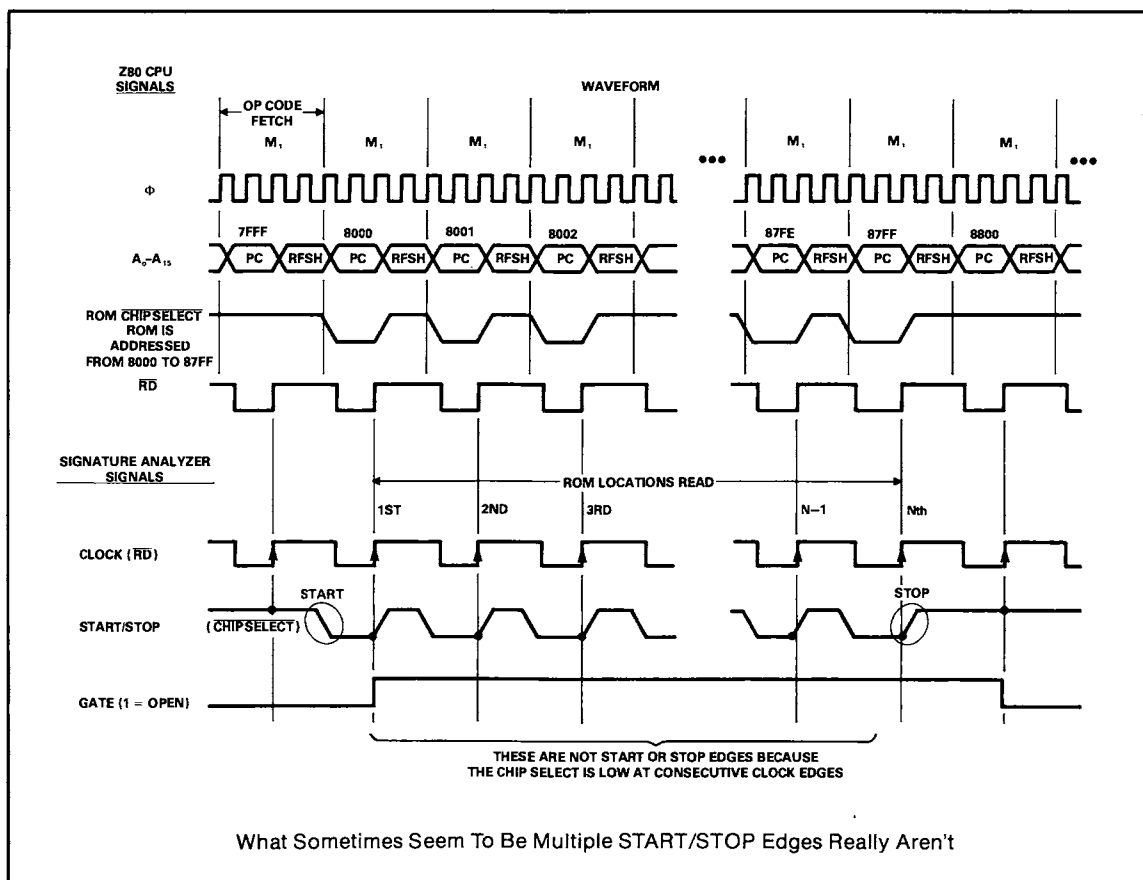 Z80 CPU
SIGNALS
WAVEFORM
OP CODE
FETCH
M₁ M₁ M₁ M₁ ••• M₁ M₁ M₁ •••
Φ
7FFF 8000 8001 8002 87FE 87FF 8800
A₀–A₁₅
PC RFSH PC RFSH PC RFSH PC RFSH PC RFSH PC RFSH PC RFSH
ROM CHIPSELECT
ROM IS
ADDRESSED
FROM 8000 TO 87FF
RD
SIGNATURE ANALYZER
SIGNALS
ROM LOCATIONS READ
1ST 2ND 3RD N–1 Nth
CLOCK (RD)
START STOP
START/STOP
(CHIPSELECT)
GATE (1 = OPEN)
THESE ARE NOT START OR STOP EDGES BECAUSE
THE CHIP SELECT IS LOW AT CONSECUTIVE CLOCK EDGES
What Sometimes Seem To Be Multiple START/STOP Edges Really Aren't